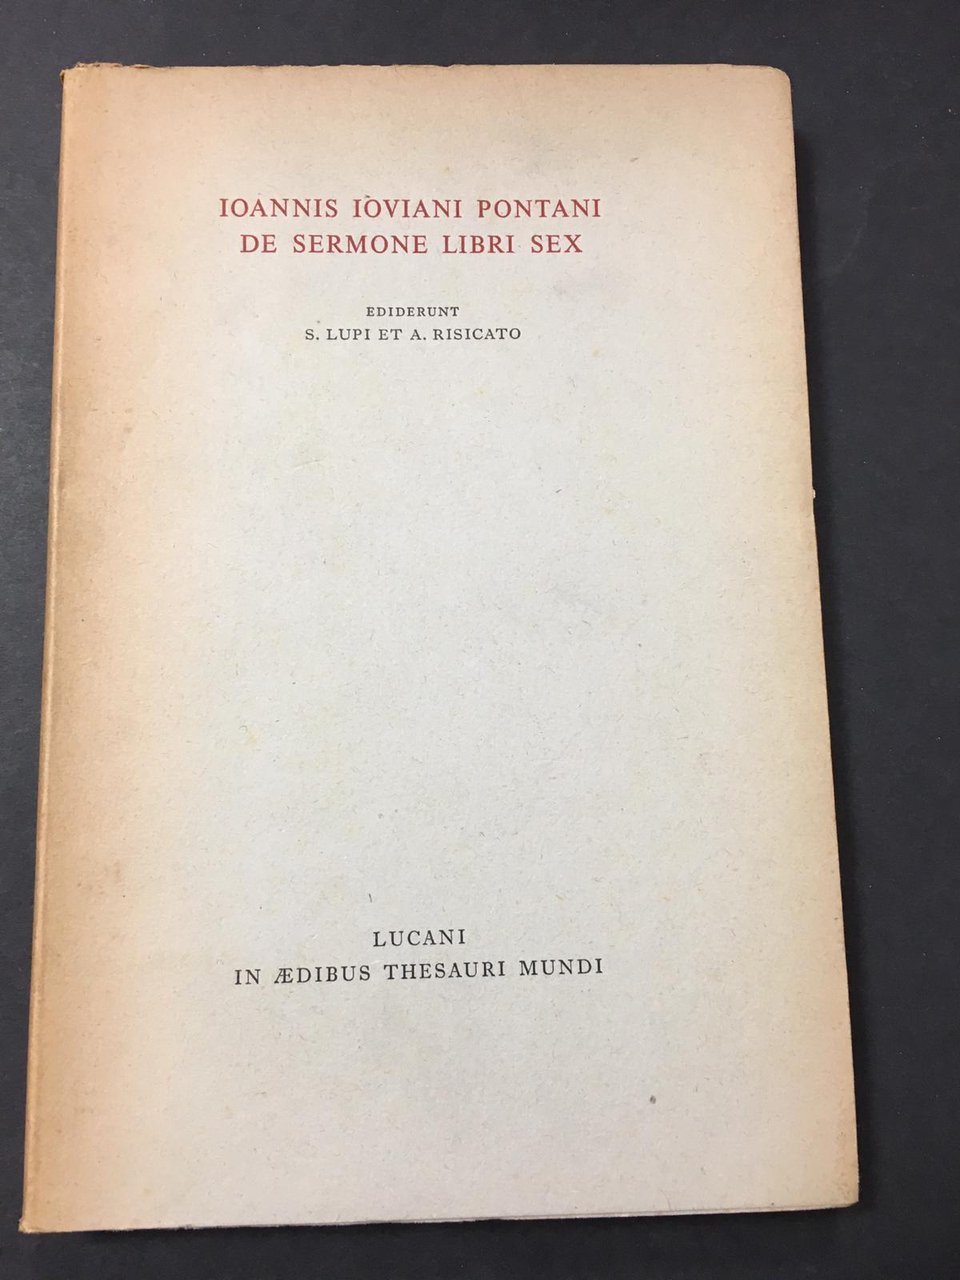 IOANNIS IOVIANI PONTANI
DE SERMONE LIBRI SEX
EDIDERUNT
S. LUPI ET A. RISICATO
LUCANI
IN ÆDIBUS THESAURI MUNDI